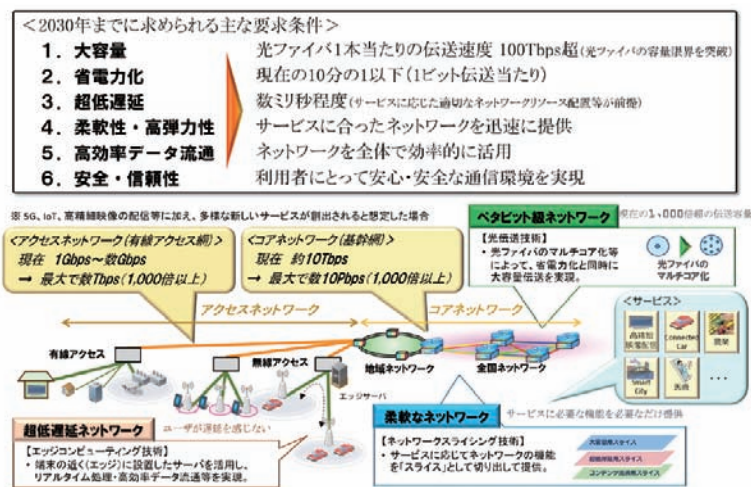 ＜2030年までに求められる主な要求条件＞
1．大容量　光ファイバ1本当たりの伝送速度 100Tbps超(光ファイバの容量限界を突破)
2．省電力化　現在の10分の1以下(1ビット伝送当たり)
3．超低遅延　数ミリ秒程度(サービスに応じた適切なネットワークリソース配置等が前提)
4．柔軟性・高弾力性　サービスに合ったネットワークを迅速に提供
5．高効率データ流通　ネットワークを全体で効率的に活用
6．安全・信頼性　利用者にとって安心・安全な通信環境を実現
※ 5G、IoT、高精細映像の配信等に加え、多様な新しいサービスが創出されると想定した場合
ペタビット級ネットワーク
現在の1,000倍級の伝送容量
＜アクセスネットワーク(有線アクセス網)
現在 1Gbps～数Gbps
→ 最大で数Tbps(1,000倍以上)
＜コアネットワーク(基幹網)
現在 約10Tbps
→ 最大で数10Pbps(1,000倍以上)
【光伝送技術】
・ 光ファイバのマルチコア化等
によって、省電力化と同時に
大容量伝送を実現。
光ファイバの
マルチコア化
アクセスネットワーク
コアネットワーク
＜サービス＞
高精細
映像配信
Connected
Car
農業
Smart
City
医療
…
有線アクセス
無線アクセス
地域ネットワーク
全国ネットワーク
エッジサーバ
超低遅延ネットワーク
ユーザが遅延を感じない
【エッジコンピューティング技術】
・ 端末の近く(エッジ)に設置したサーバを活用し、
リアルタイム処理・高効率データ流通等を実現。
柔軟なネットワーク
サービスに必要な機能を必要なだけ提供
【ネットワークスライシング技術】
・ サービスに応じてネットワークの機能
を「スライス」として切り出して提供。
大容量用スライス
超低遅延用スライス